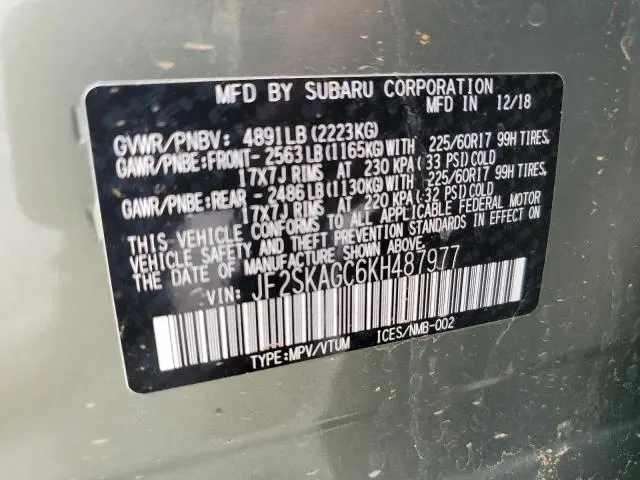 MFD BY SUBARU CORPORATION
MFD IN 12/18
GVWR/PNBV: 4891LB(2223KG)
GAWR/PNBE:FRONT-2563LB(1165KG)WITH 225/60R17 99H TIRES,
17X7J RIMS AT 230 KPA(33 PSI)COLD
GAWR/PNBE:REAR -2486LB(1130KG)WITH 225/60R17 99H TIRES,
17X7J RIMS AT 220 KPA(32 PSI)COLD
THIS VEHICLE CONFORMS TO ALL APPLICABLE FEDERAL MOTOR
VEHICLE SAFETY AND THEFT PREVENTION STANDARDS IN EFFECT ON
THE DATE OF MANUFACTURE SHOWN ABOVE.
VIN: JF2SKAGC6KH487977
TYPE:MPV/VTUM ICES/NMB-002